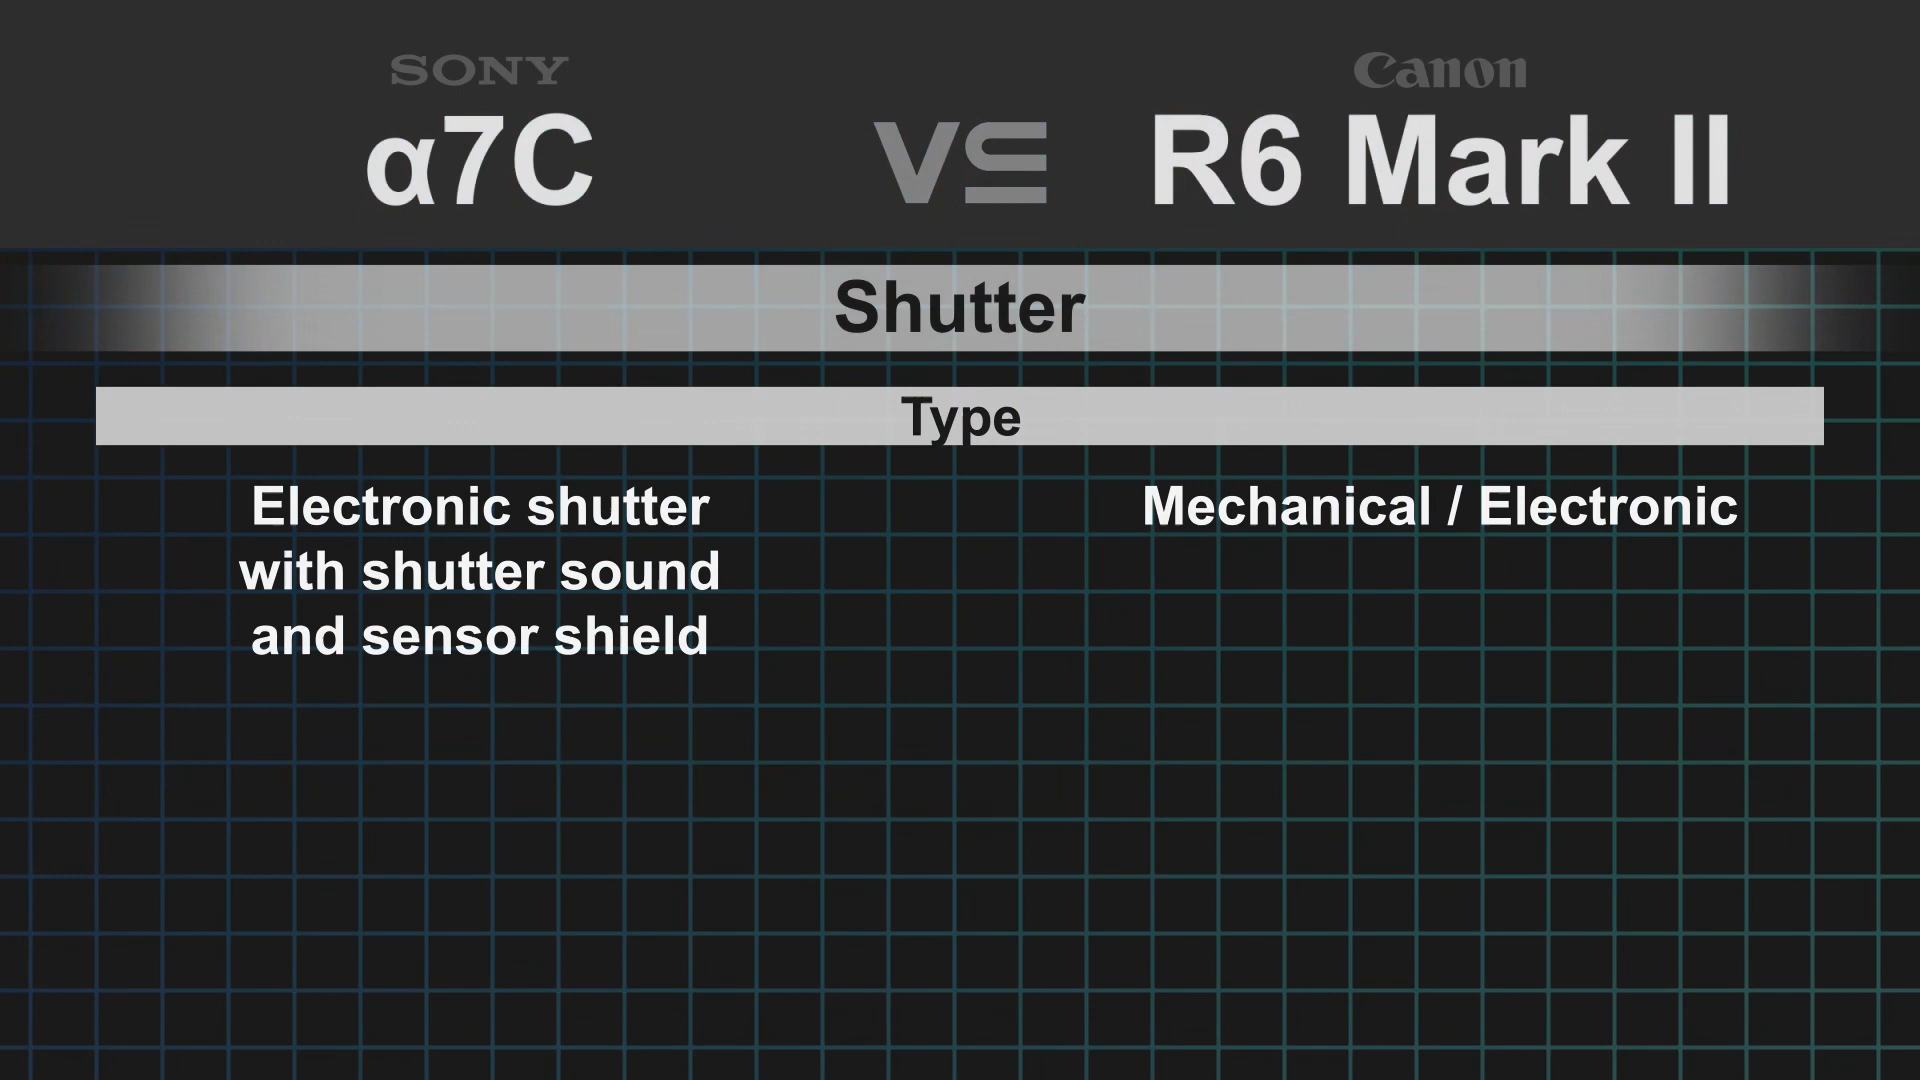 SONY
α7C
VS
Canon
R6 Mark II
Shutter
Type
Electronic shutter
with shutter sound
and sensor shield
Mechanical / Electronic